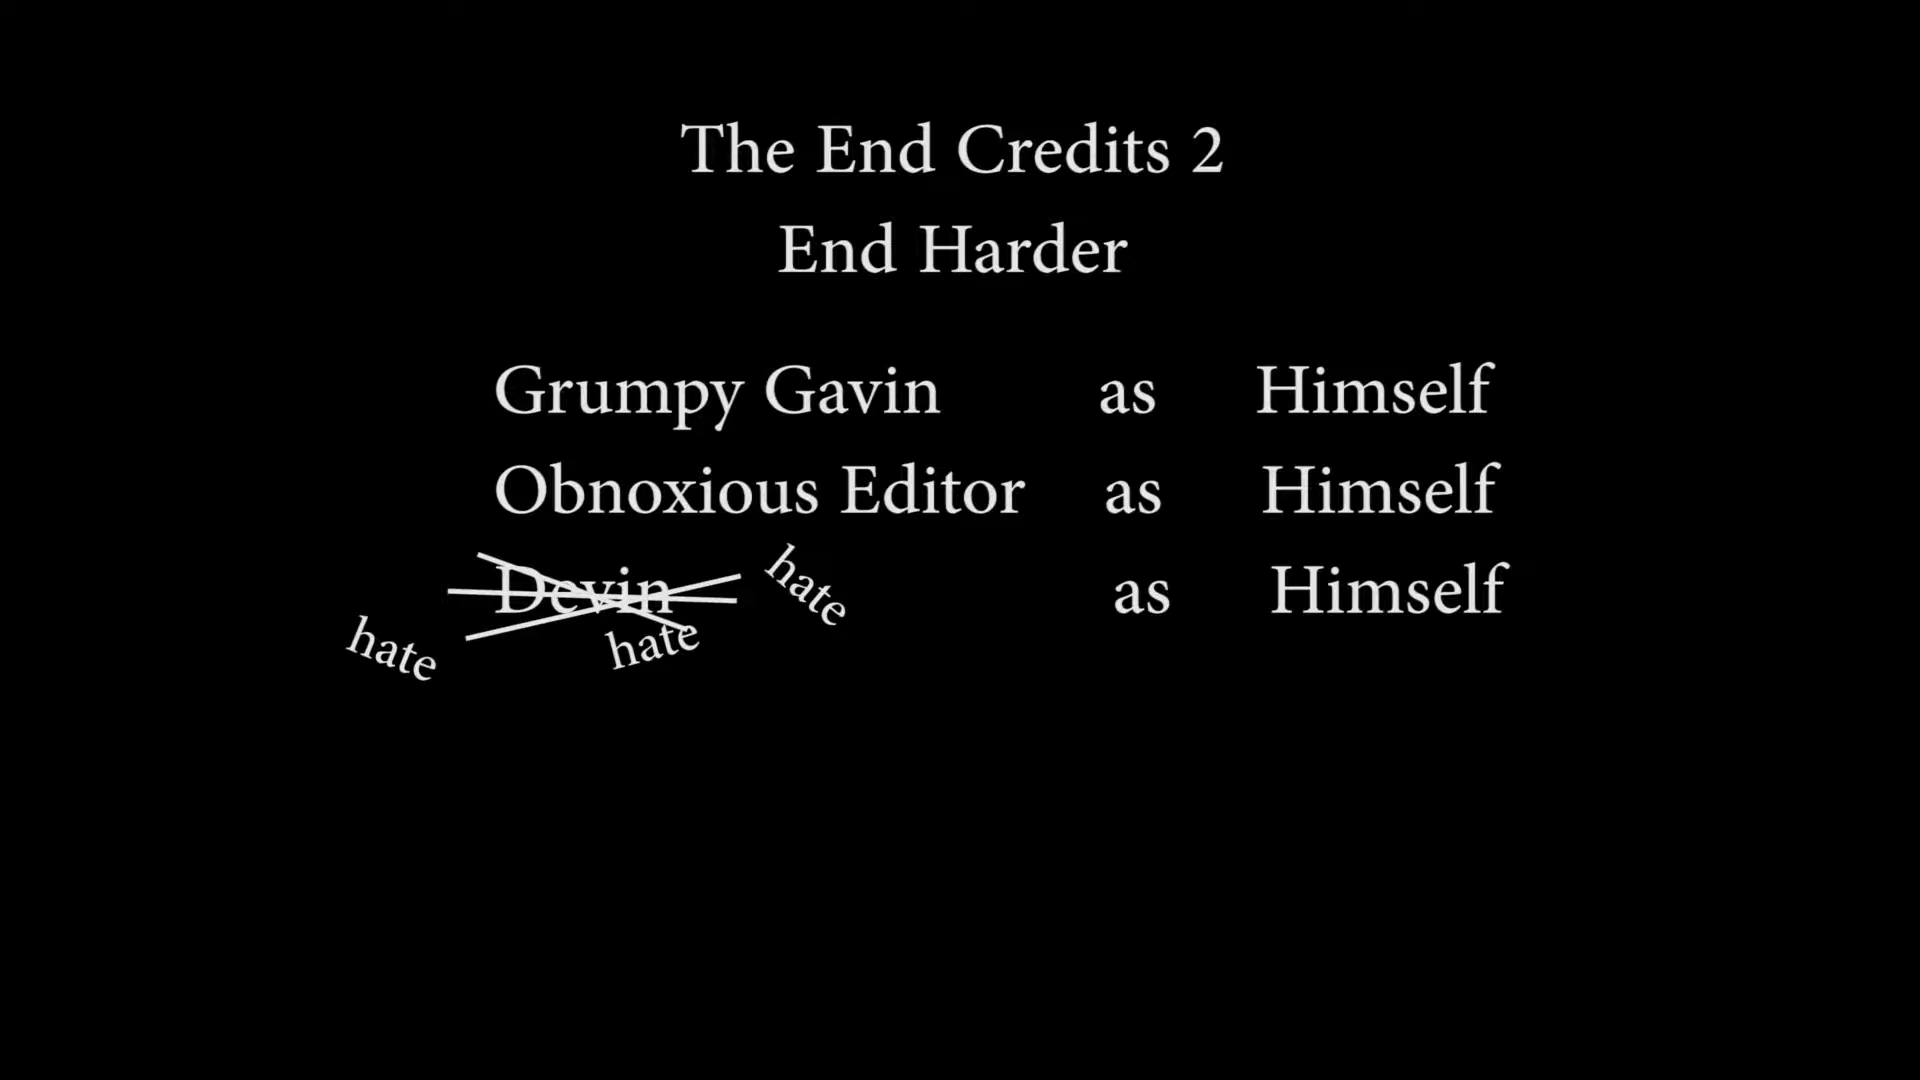 The End Credits 2
End Harder
Grumpy Gavin as Himself
Obnoxious Editor as Himself
Devin as Himself
hate
hate
hate